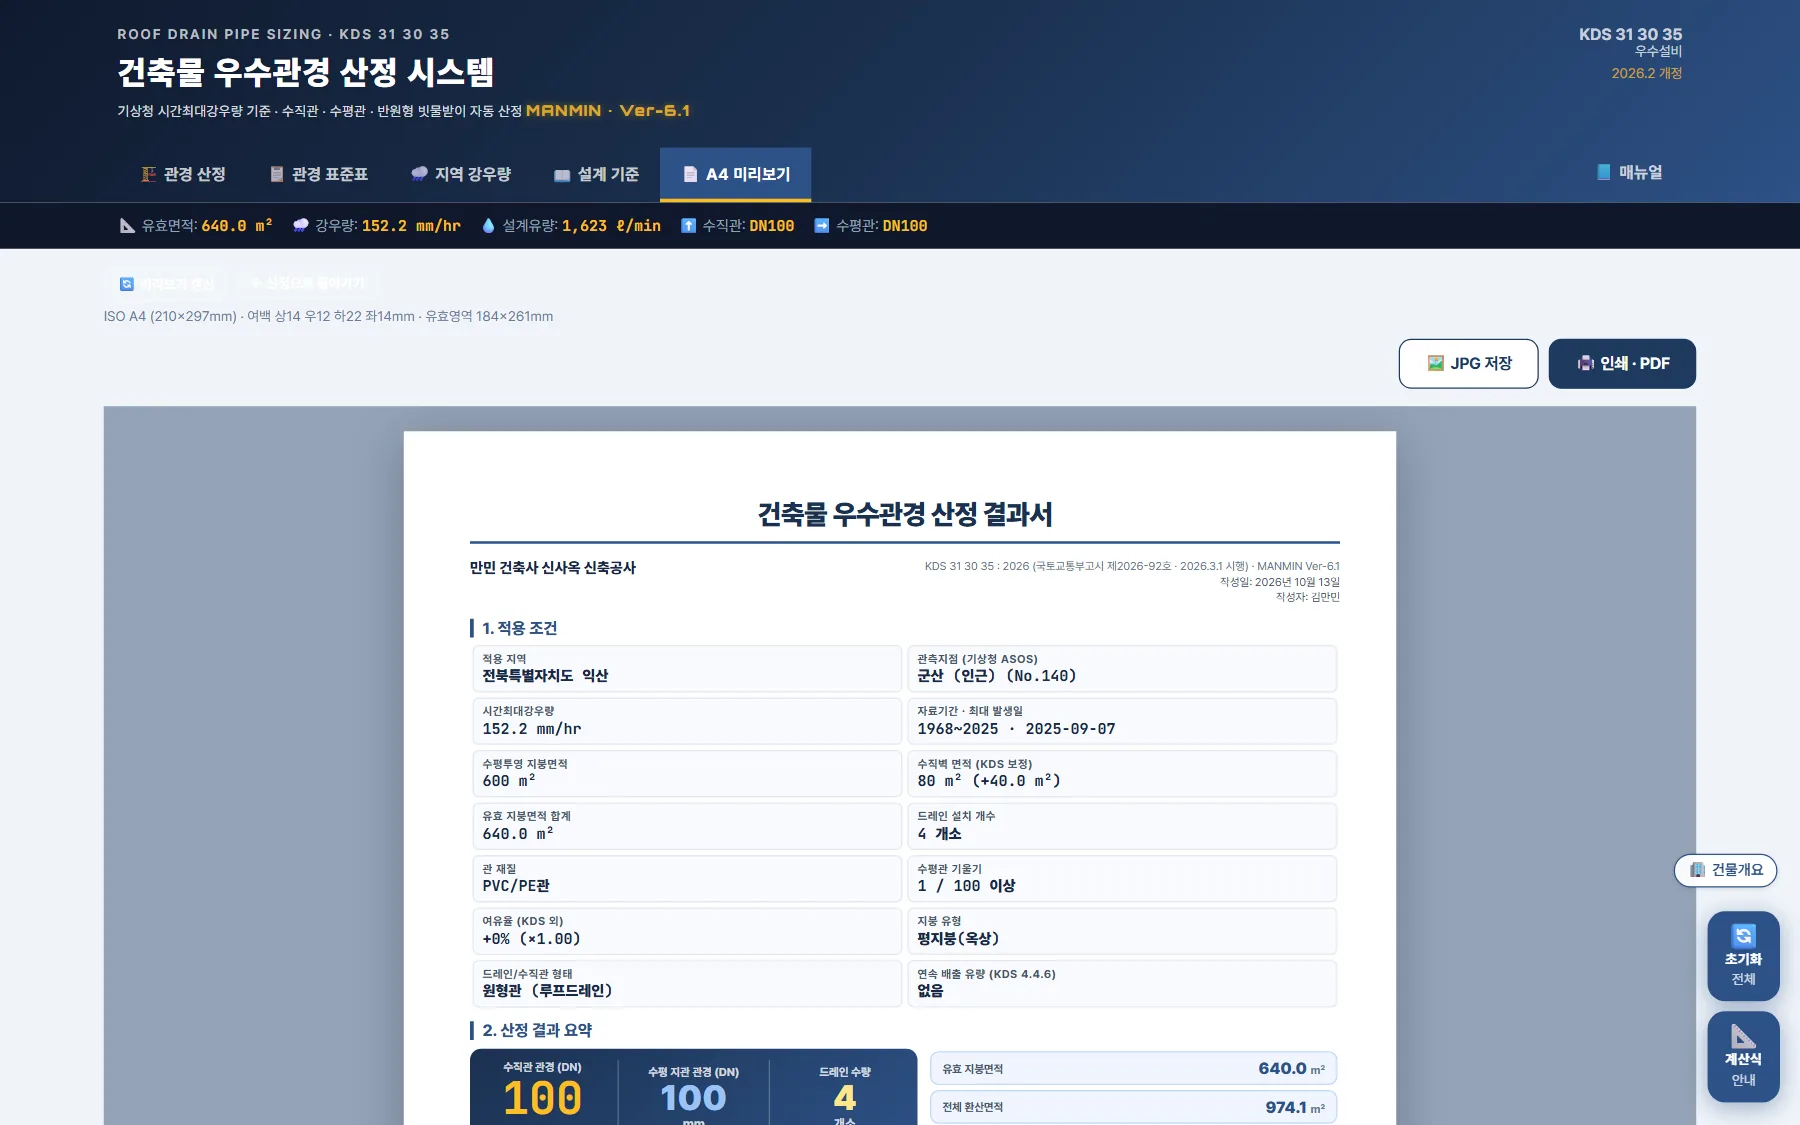 ROOF DRAIN PIPE SIZING · KDS 31 30 35
건축물 우수관경 산정 시스템
기상청 시간최대강우량 기준 · 수직관 · 수평관 · 반원형 빗물받이 자동 산정 MANMIN · Ver-6.1
KDS 31 30 35
우수설비
2026.2 개정
관경 산정
관경 표준표
지역 강우량
설계 기준
A4 미리보기
매뉴얼
유효면적: 640.0 m²
강우량: 152.2 mm/hr
설계유량: 1,623 ℓ/min
수직관: DN100
수평관: DN100
미리보기 갱신
← 산정으로 돌아가기
ISO A4 (210×297mm) · 여백 상14 우12 하22 좌14mm · 유효영역 184×261mm
JPG 저장
인쇄 · PDF
건축물 우수관경 산정 결과서
만민 건축사 신사옥 신축공사
KDS 31 30 35 : 2026 (국토교통부고시 제2026-92호 · 2026.3.1 시행) · MANMIN Ver-6.1
작성일: 2026년 10월 13일
작성자: 김만민
1. 적용 조건
적용 지역
전북특별자치도 익산
관측지점 (기상청 ASOS)
군산 (인근) (No.140)
시간최대강우량
152.2 mm/hr
자료기간 · 최대 발생일
1968~2025 · 2025-09-07
수평투영 지붕면적
600 m²
수직벽 면적 (KDS 보정)
80 m² (+40.0 m²)
유효 지붕면적 합계
640.0 m²
드레인 설치 개수
4 개소
관 재질
PVC/PE관
수평관 기울기
1 / 100 이상
여유율 (KDS 외)
+0% (×1.00)
지붕 유형
평지붕(옥상)
드레인/수직관 형태
원형관 (루프드레인)
연속 배출 유량 (KDS 4.4.6)
없음
2. 산정 결과 요약
수직관 관경 (DN)
100
수평 지관 관경 (DN)
100
mm
드레인 수량
4
개소
유효 지붕면적
640.0 m²
전체 환산면적
974.1 m²
건물개요
초기화
전체
계산식
안내